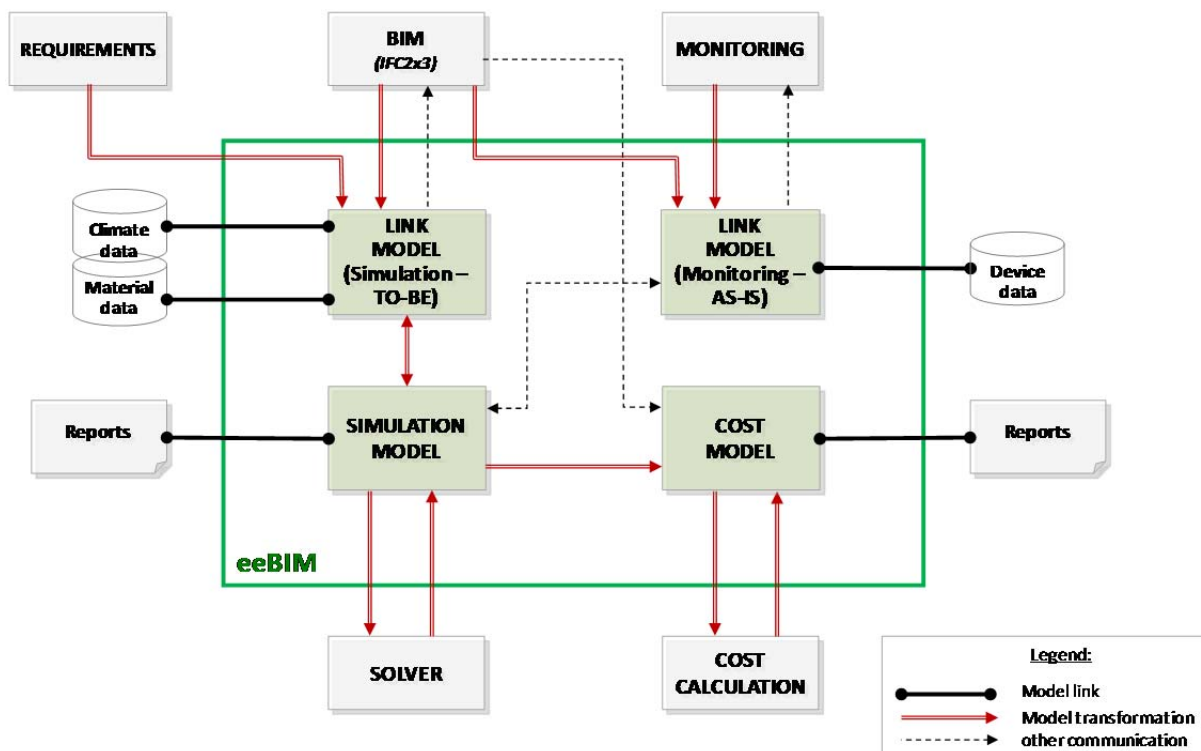 REQUIREMENTS
BIM
(IFC2x3)
MONITORING
Climate
data
Material
data
LINK
MODEL
(Simulation –
TO-BE)
LINK
MODEL
(Monitoring –
AS-IS)
Device
data
Reports
SIMULATION
MODEL
COST
MODEL
Reports
eeBIM
SOLVER
COST
CALCULATION
Legend:
Model link
Model transformation
other communication